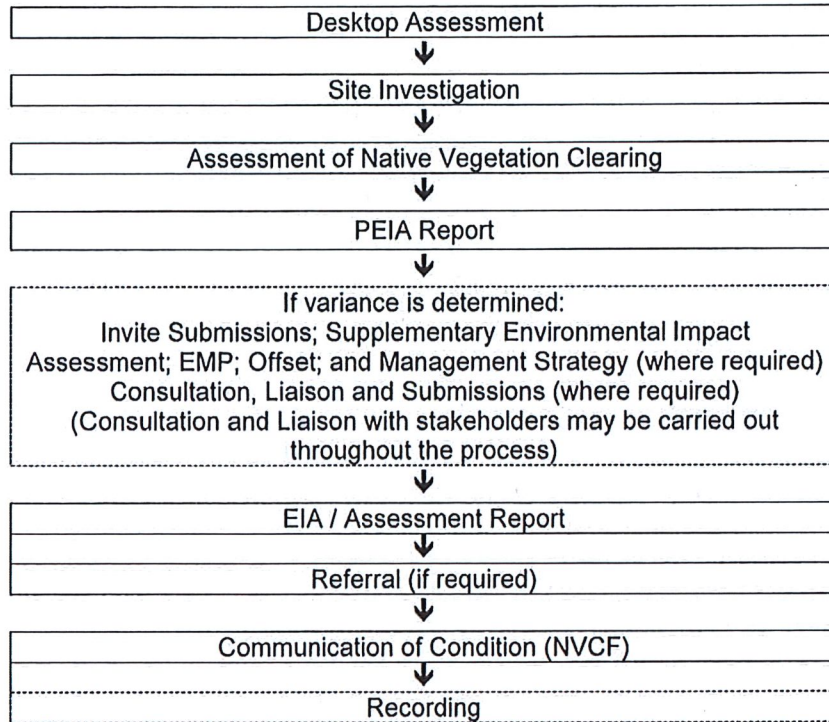 Desktop Assessment
Site Investigation
Assessment of Native Vegetation Clearing
PEIA Report
If variance is determined:
Invite Submissions; Supplementary Environmental Impact
Assessment; EMP; Offset; and Management Strategy (where required)
Consultation, Liaison and Submissions (where required)
(Consultation and Liaison with stakeholders may be carried out
throughout the process)
EIA / Assessment Report
Referral (if required)
Communication of Condition (NVCF)
Recording